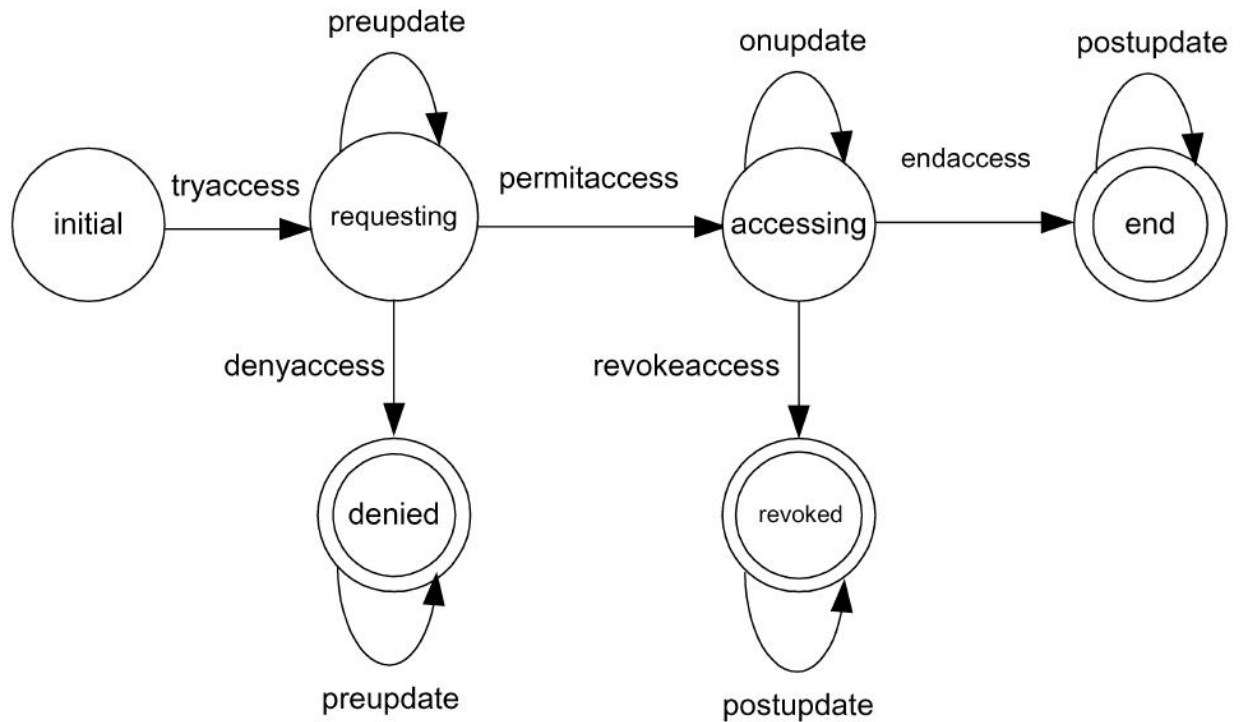 preupdate
onupdate
postupdate
tryaccess
permitaccess
endaccess
initial
requesting
accessing
end
denyaccess
revokeaccess
denied
revoked
preupdate
postupdate